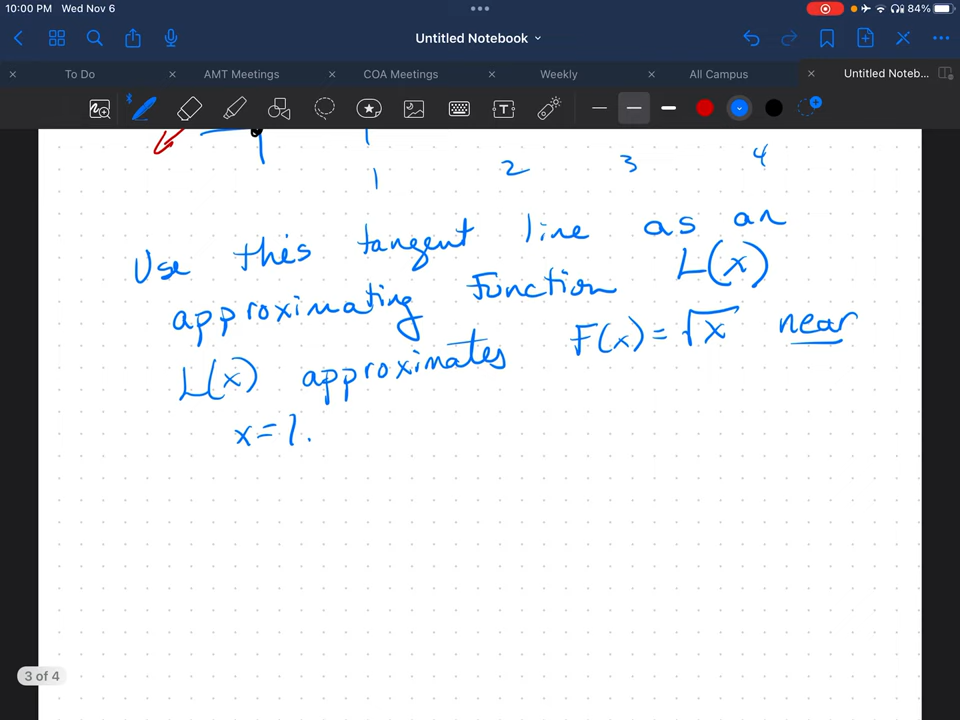 10:00 PM Wed Nov 6
84%
Untitled Notebook
To Do
AMT Meetings
COA Meetings
Weekly
All Campus
Untitled Noteb...
1 2 3 4
Use this tangent line as an
approximating function L(x)
L(x) approximates F(x) = √x near
x = 1.
3 of 4